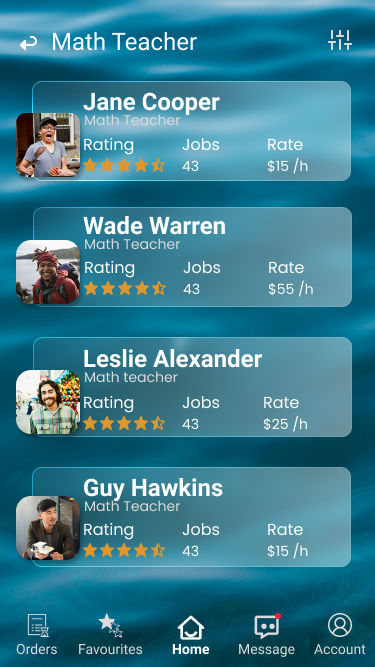 Math Teacher
Jane Cooper
Math Teacher
Rating Jobs Rate
43 $15 /h
Wade Warren
Math Teacher
Rating Jobs Rate
43 $55 /h
Leslie Alexander
Math teacher
Rating Jobs Rate
43 $25 /h
Guy Hawkins
Math Teacher
Rating Jobs Rate
43 $15 /h
Orders Favourites Home Message Account